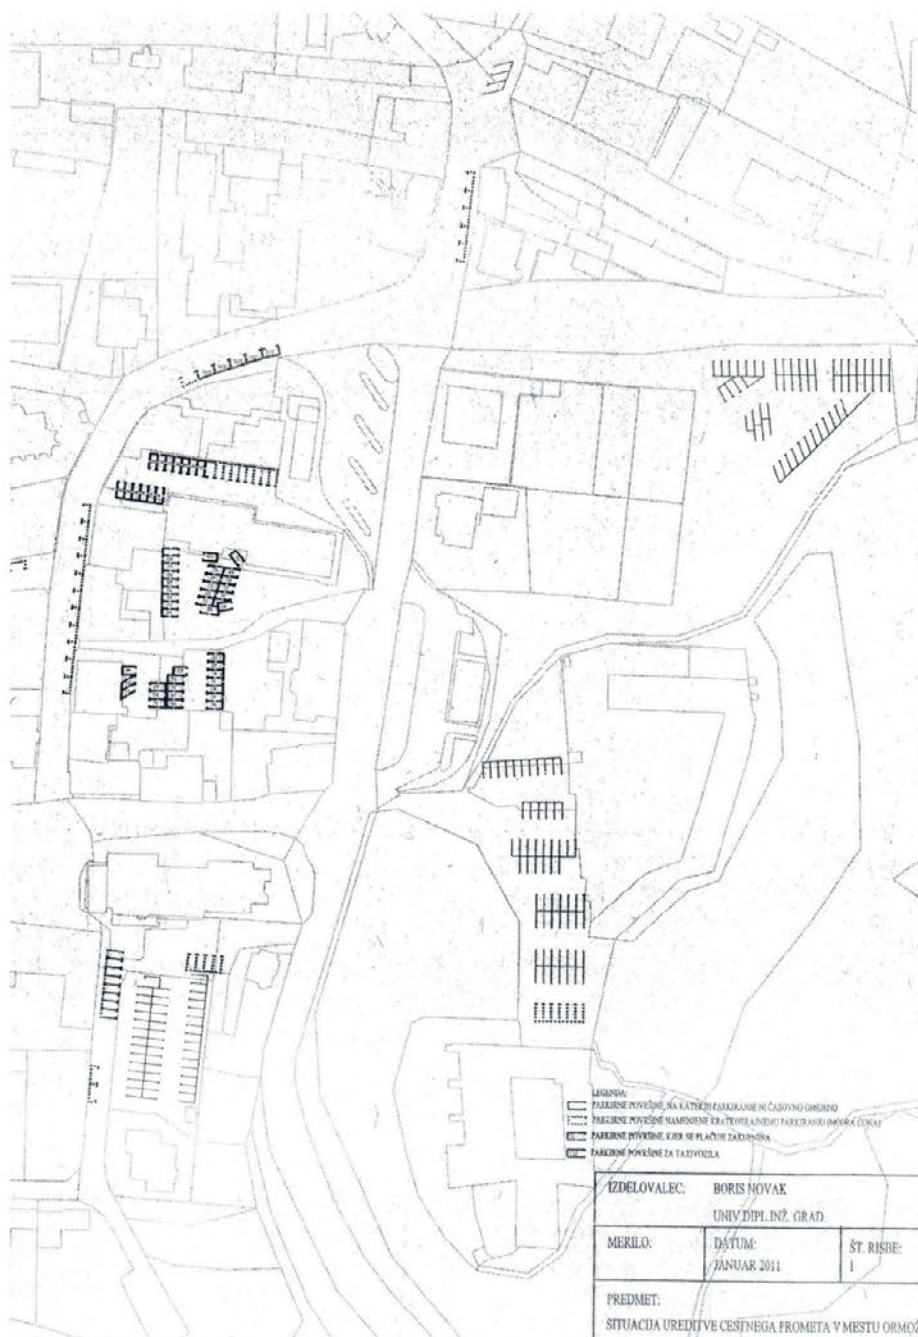 LEGENDA:
PARKIRNE POVRŠINE, NA KATERIH PARKIRANJE NI ČASOVNO OMEJENO
PARKIRNE POVRŠINE NAMENJENE KRATKOTRAJNEMU PARKIRANJU (MODRA CONA)
PARKIRNE POVRŠINE, KJER SE PLAČUJE ZAKUPNINA
PARKIRNE POVRŠINE ZA TAXI VOZILA
IZDELOVALEC: BORIS NOVAK
UNIV.DIPL.INŽ. GRAD.
MERILO: DATUM: ŠT. RISBE:
JANUAR 2011 1
PREDMET:
SITUACIJA UREDITVE CESTNEGA PROMETA V MESTU ORMOŽ